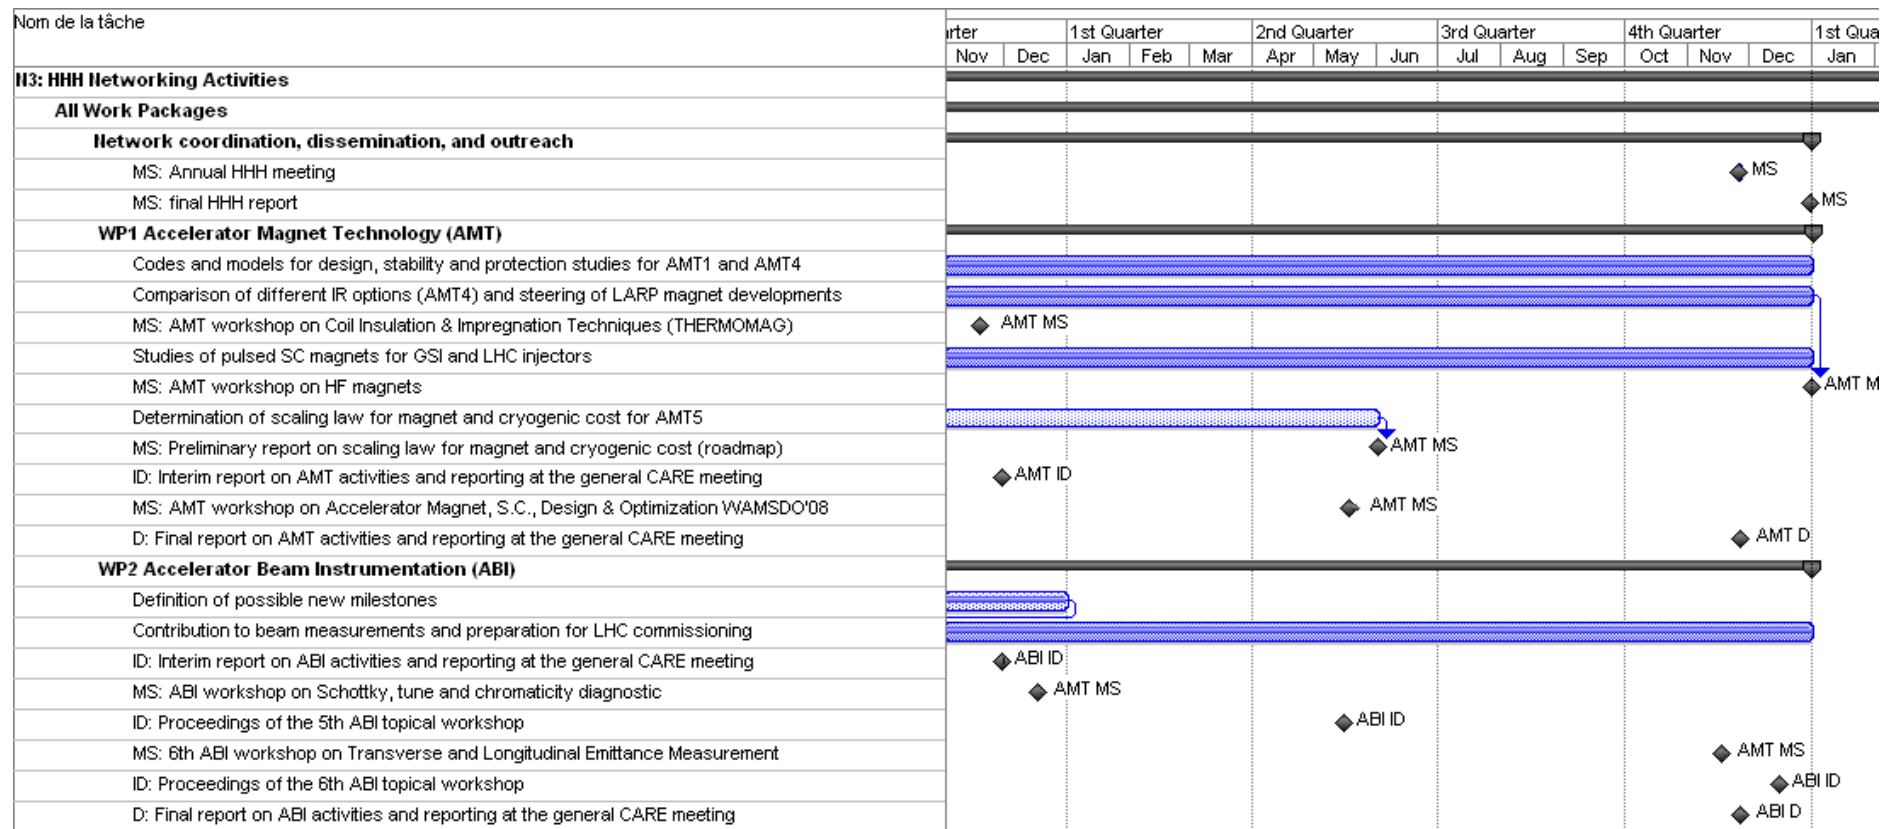 Nom de la tâche
rter 1st Quarter 2nd Quarter 3rd Quarter 4th Quarter 1st Qua
Nov Dec Jan Feb Mar Apr May Jun Jul Aug Sep Oct Nov Dec Jan
N3: HHH Networking Activities
All Work Packages
Network coordination, dissemination, and outreach
MS: Annual HHH meeting MS
MS: final HHH report MS
WP1 Accelerator Magnet Technology (AMT)
Codes and models for design, stability and protection studies for AMT1 and AMT4
Comparison of different IR options (AMT4) and steering of LARP magnet developments
MS: AMT workshop on Coil Insulation & Impregnation Techniques (THERMOMAG) AMT MS
Studies of pulsed SC magnets for GSI and LHC injectors
MS: AMT workshop on HF magnets AMT M
Determination of scaling law for magnet and cryogenic cost for AMT5
MS: Preliminary report on scaling law for magnet and cryogenic cost (roadmap) AMT MS
ID: Interim report on AMT activities and reporting at the general CARE meeting AMT ID
MS: AMT workshop on Accelerator Magnet, S.C., Design & Optimization WAMSDO'08 AMT MS
D: Final report on AMT activities and reporting at the general CARE meeting AMT D
WP2 Accelerator Beam Instrumentation (ABI)
Definition of possible new milestones
Contribution to beam measurements and preparation for LHC commissioning
ID: Interim report on ABI activities and reporting at the general CARE meeting ABI ID
MS: ABI workshop on Schottky, tune and chromaticity diagnostic AMT MS
ID: Proceedings of the 5th ABI topical workshop ABI ID
MS: 6th ABI workshop on Transverse and Longitudinal Emittance Measurement AMT MS
ID: Proceedings of the 6th ABI topical workshop ABI ID
D: Final report on ABI activities and reporting at the general CARE meeting ABI D